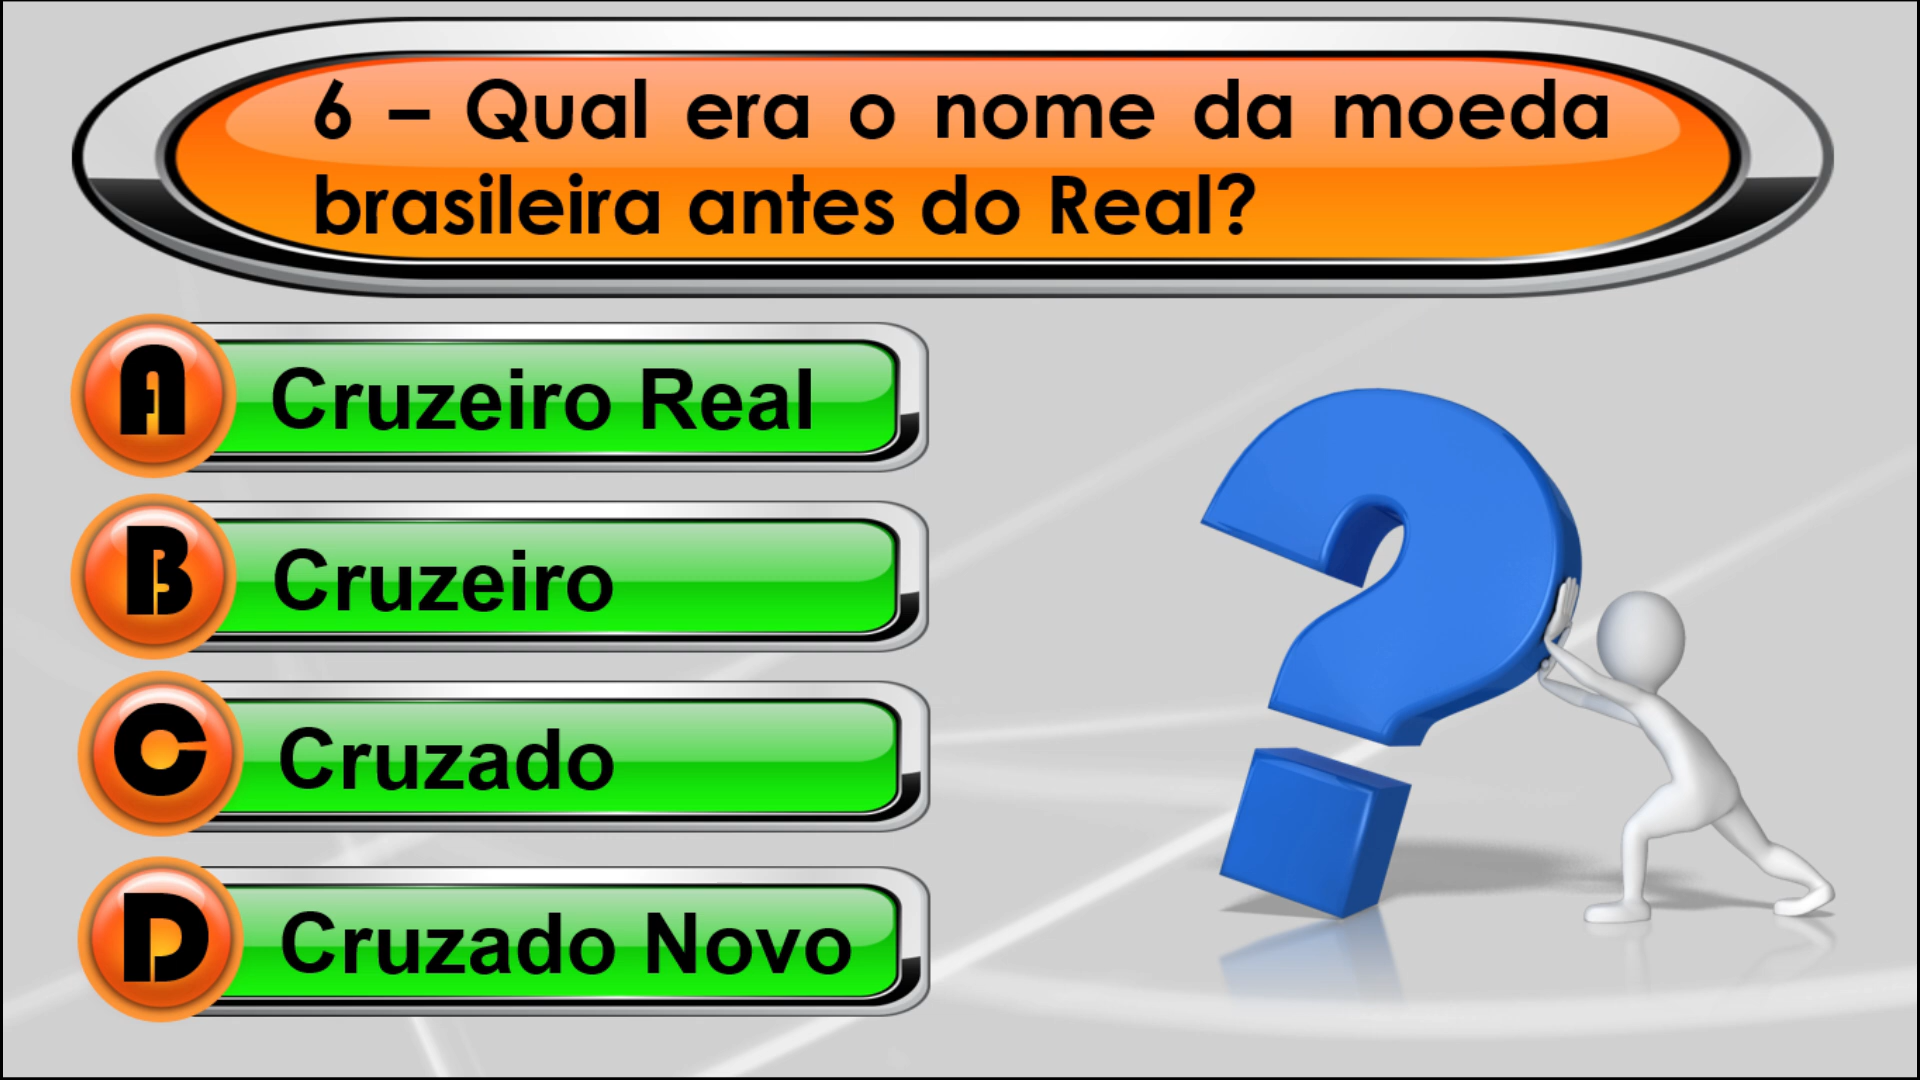 6 – Qual era o nome da moeda
brasileira antes do Real?
A Cruzeiro Real
B Cruzeiro
C Cruzado
D Cruzado Novo